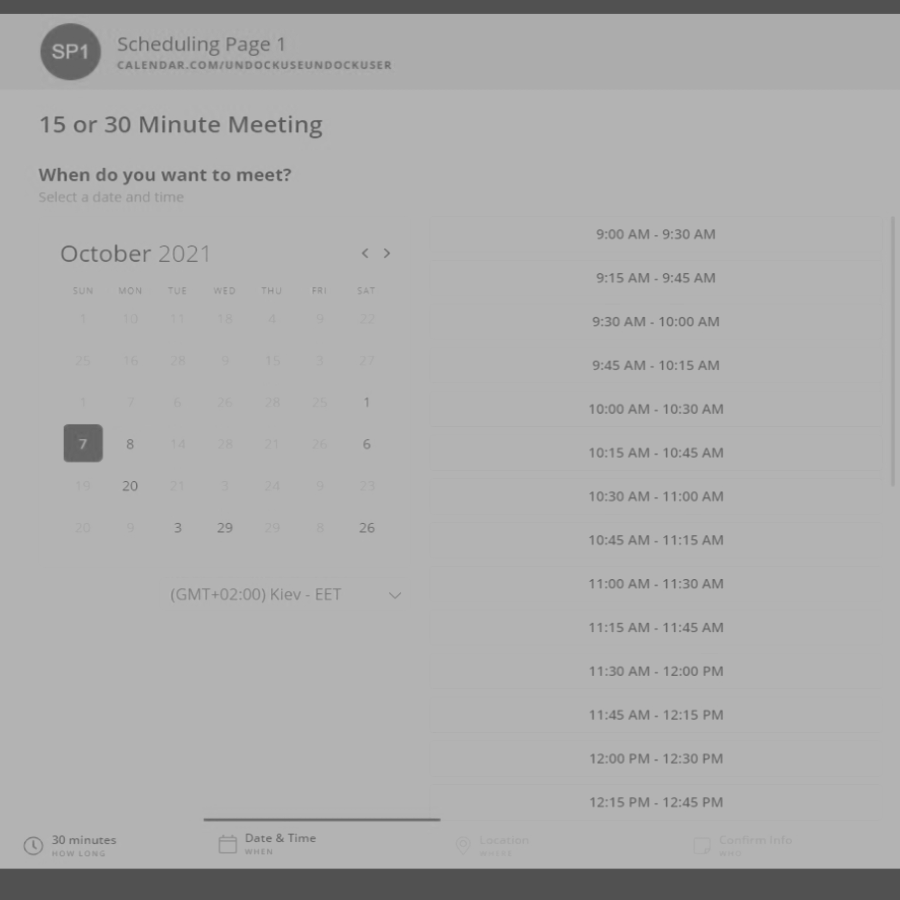 SP1
Scheduling Page 1
CALENDAR.COM/UNDOCKUSEUNDOCKUSER
15 or 30 Minute Meeting
When do you want to meet?
Select a date and time
October 2021
SUN MON TUE WED THU FRI SAT
1 10 11 18 4 9 22
25 16 28 9 15 3 27
1 7 6 26 28 25 1
7 8 14 28 21 26 6
19 20 21 3 24 9 23
20 9 3 29 29 8 26
(GMT+02:00) Kiev - EET
9:00 AM - 9:30 AM
9:15 AM - 9:45 AM
9:30 AM - 10:00 AM
9:45 AM - 10:15 AM
10:00 AM - 10:30 AM
10:15 AM - 10:45 AM
10:30 AM - 11:00 AM
10:45 AM - 11:15 AM
11:00 AM - 11:30 AM
11:15 AM - 11:45 AM
11:30 AM - 12:00 PM
11:45 AM - 12:15 PM
12:00 PM - 12:30 PM
12:15 PM - 12:45 PM
30 minutes
HOW LONG
Date & Time
WHEN
Location
WHERE
Confirm Info
WHO